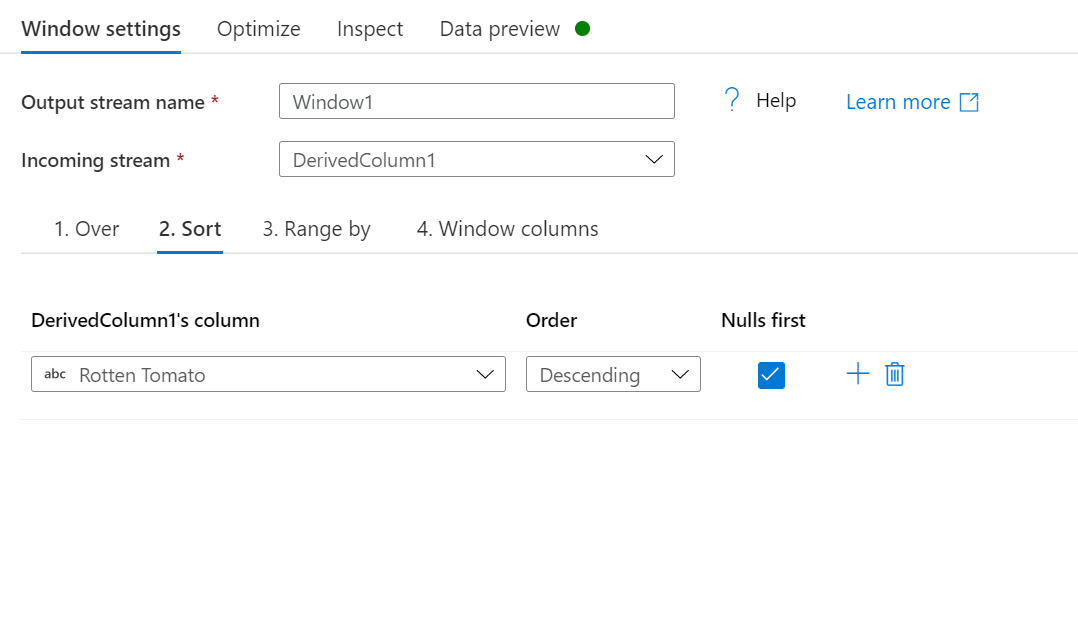 Window settings Optimize Inspect Data preview
Output stream name * Window1 ? Help Learn more
Incoming stream * DerivedColumn1
1. Over 2. Sort 3. Range by 4. Window columns
DerivedColumn1's column Order Nulls first
abc Rotten Tomato Descending